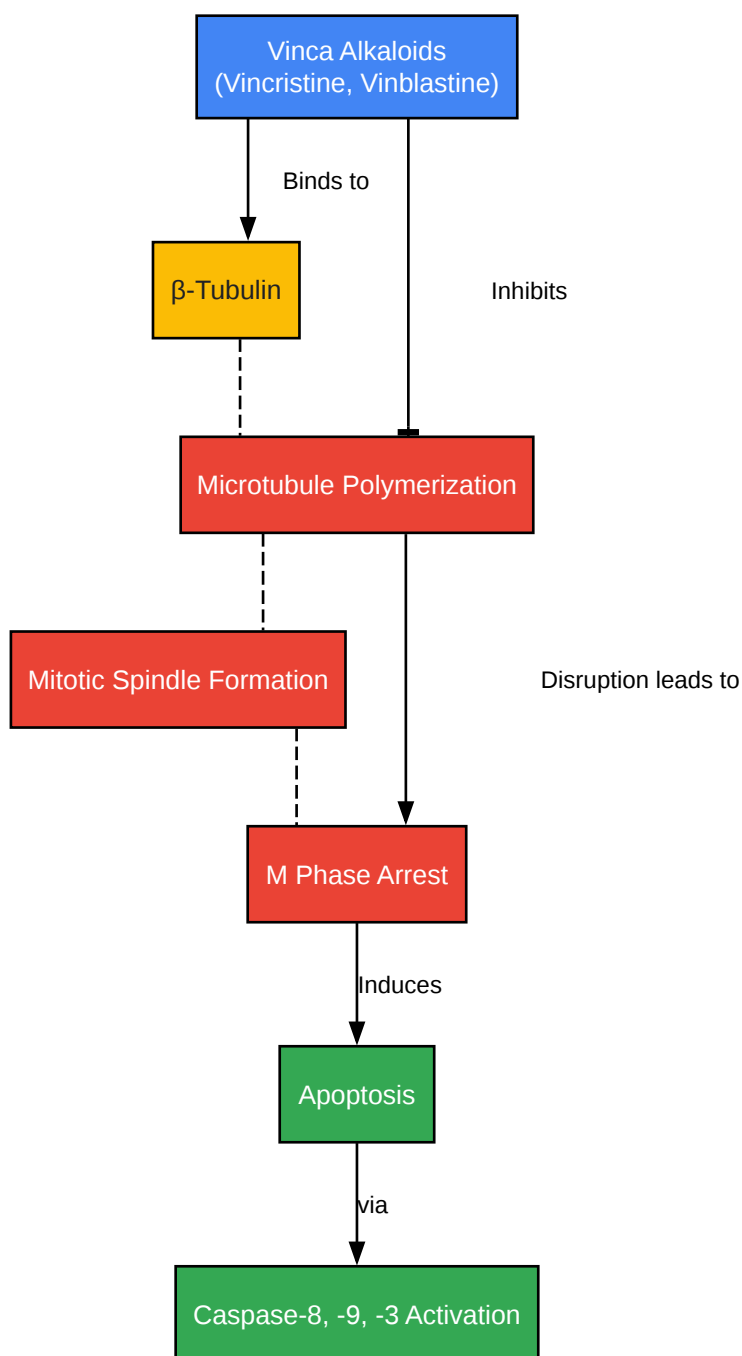 Vinca Alkaloids
(Vincristine, Vinblastine)
Binds to
β-Tubulin
Inhibits
Microtubule Polymerization
Mitotic Spindle Formation
Disruption leads to
M Phase Arrest
Induces
Apoptosis
via
Caspase-8, -9, -3 Activation